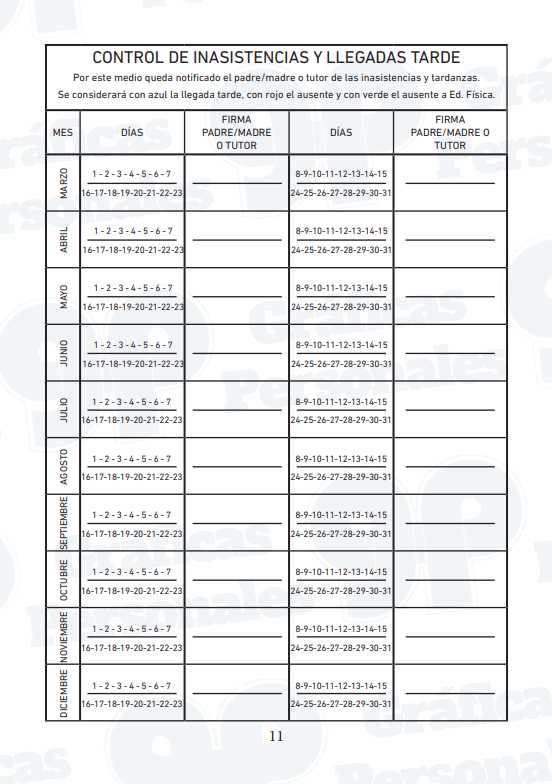 CONTROL DE INASISTENCIAS Y LLEGADAS TARDE
Por este medio queda notificado el padre/madre o tutor de las inasistencias y tardanzas.
Se considerará con azul la llegada tarde, con rojo el ausente y con verde el ausente a Ed. Física.
MES DÍAS FIRMA PADRE/MADRE O TUTOR DÍAS FIRMA PADRE/MADRE O TUTOR
MARZO
1 - 2 - 3 - 4 - 5 - 6 - 7 8-9-10-11-12-13-14-15
16-17-18-19-20-21-22-23 24-25-26-27-28-29-30-31
ABRIL
1 - 2 - 3 - 4 - 5 - 6 - 7 8-9-10-11-12-13-14-15
16-17-18-19-20-21-22-23 24-25-26-27-28-29-30-31
MAYO
1 - 2 - 3 - 4 - 5 - 6 - 7 8-9-10-11-12-13-14-15
16-17-18-19-20-21-22-23 24-25-26-27-28-29-30-31
JUNIO
1 - 2 - 3 - 4 - 5 - 6 - 7 8-9-10-11-12-13-14-15
16-17-18-19-20-21-22-23 24-25-26-27-28-29-30-31
JULIO
1 - 2 - 3 - 4 - 5 - 6 - 7 8-9-10-11-12-13-14-15
16-17-18-19-20-21-22-23 24-25-26-27-28-29-30-31
AGOSTO
1 - 2 - 3 - 4 - 5 - 6 - 7 8-9-10-11-12-13-14-15
16-17-18-19-20-21-22-23 24-25-26-27-28-29-30-31
SEPTIEMBRE
1 - 2 - 3 - 4 - 5 - 6 - 7 8-9-10-11-12-13-14-15
16-17-18-19-20-21-22-23 24-25-26-27-28-29-30-31
OCTUBRE
1 - 2 - 3 - 4 - 5 - 6 - 7 8-9-10-11-12-13-14-15
16-17-18-19-20-21-22-23 24-25-26-27-28-29-30-31
NOVIEMBRE
1 - 2 - 3 - 4 - 5 - 6 - 7 8-9-10-11-12-13-14-15
16-17-18-19-20-21-22-23 24-25-26-27-28-29-30-31
DICIEMBRE
1 - 2 - 3 - 4 - 5 - 6 - 7 8-9-10-11-12-13-14-15
16-17-18-19-20-21-22-23 24-25-26-27-28-29-30-31
11
gp Gráficas Personales